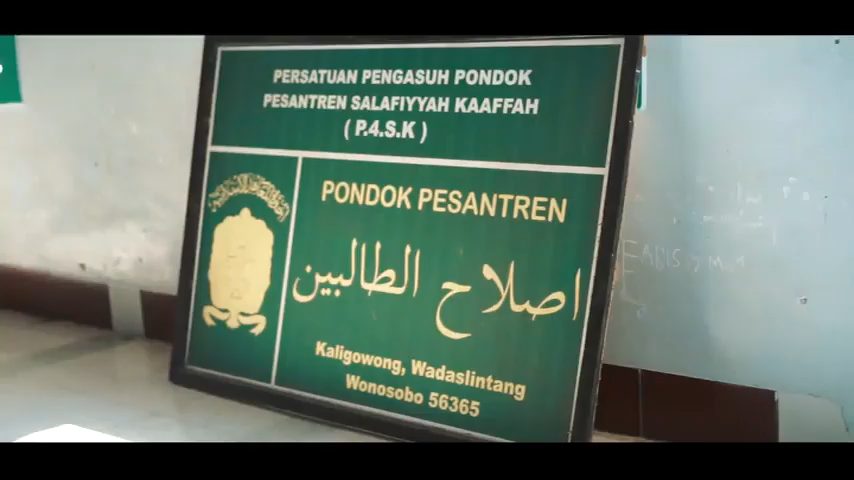 PERSATUAN PENGASUH PONDOK
PESANTREN SALAFIYYAH KAAFFAH
( P.4.S.K )
PONDOK PESANTREN
اصلاح الطالبين
Kaligowong, Wadaslintang
Wonosobo 56365